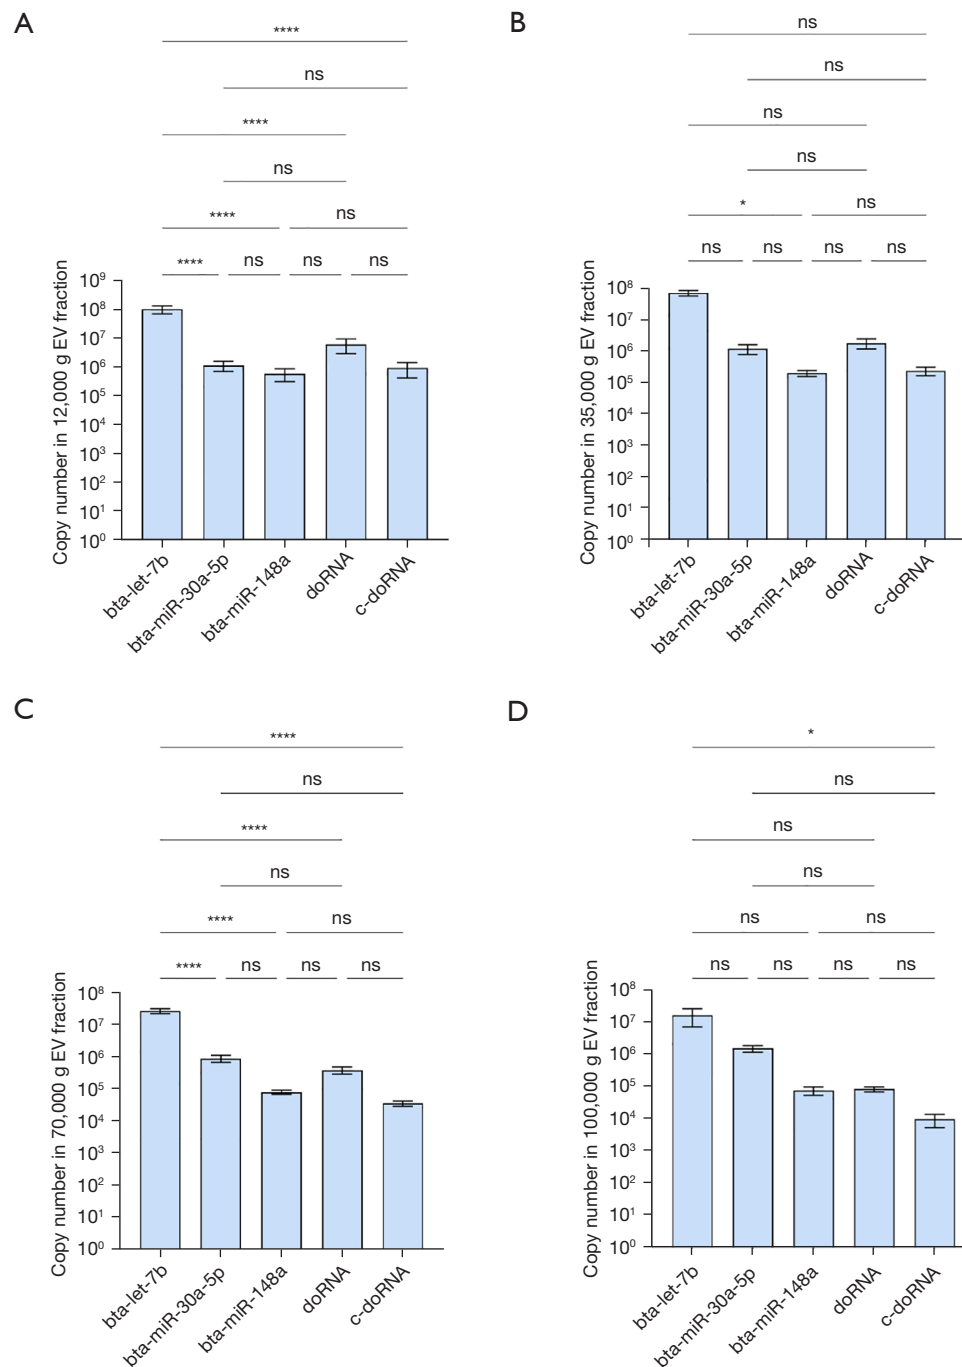 A
****
ns
****
ns
**** ns
**** ns ns ns
Copy number in 12,000 g EV fraction
10⁹
10⁸
10⁷
10⁶
10⁵
10⁴
10³
10²
10¹
10⁰
bta-let-7b
bta-miR-30a-5p
bta-miR-148a
doRNA
c-doRNA
B
ns
ns
ns
ns
* ns
ns ns ns ns
Copy number in 35,000 g EV fraction
10⁸
10⁷
10⁶
10⁵
10⁴
10³
10²
10¹
10⁰
bta-let-7b
bta-miR-30a-5p
bta-miR-148a
doRNA
c-doRNA
C
****
ns
****
ns
**** ns
**** ns ns ns
Copy number in 70,000 g EV fraction
10⁸
10⁷
10⁶
10⁵
10⁴
10³
10²
10¹
10⁰
bta-let-7b
bta-miR-30a-5p
bta-miR-148a
doRNA
c-doRNA
D
*
ns
ns
ns
ns ns
ns ns ns ns
Copy number in 100,000 g EV fraction
10⁸
10⁷
10⁶
10⁵
10⁴
10³
10²
10¹
10⁰
bta-let-7b
bta-miR-30a-5p
bta-miR-148a
doRNA
c-doRNA